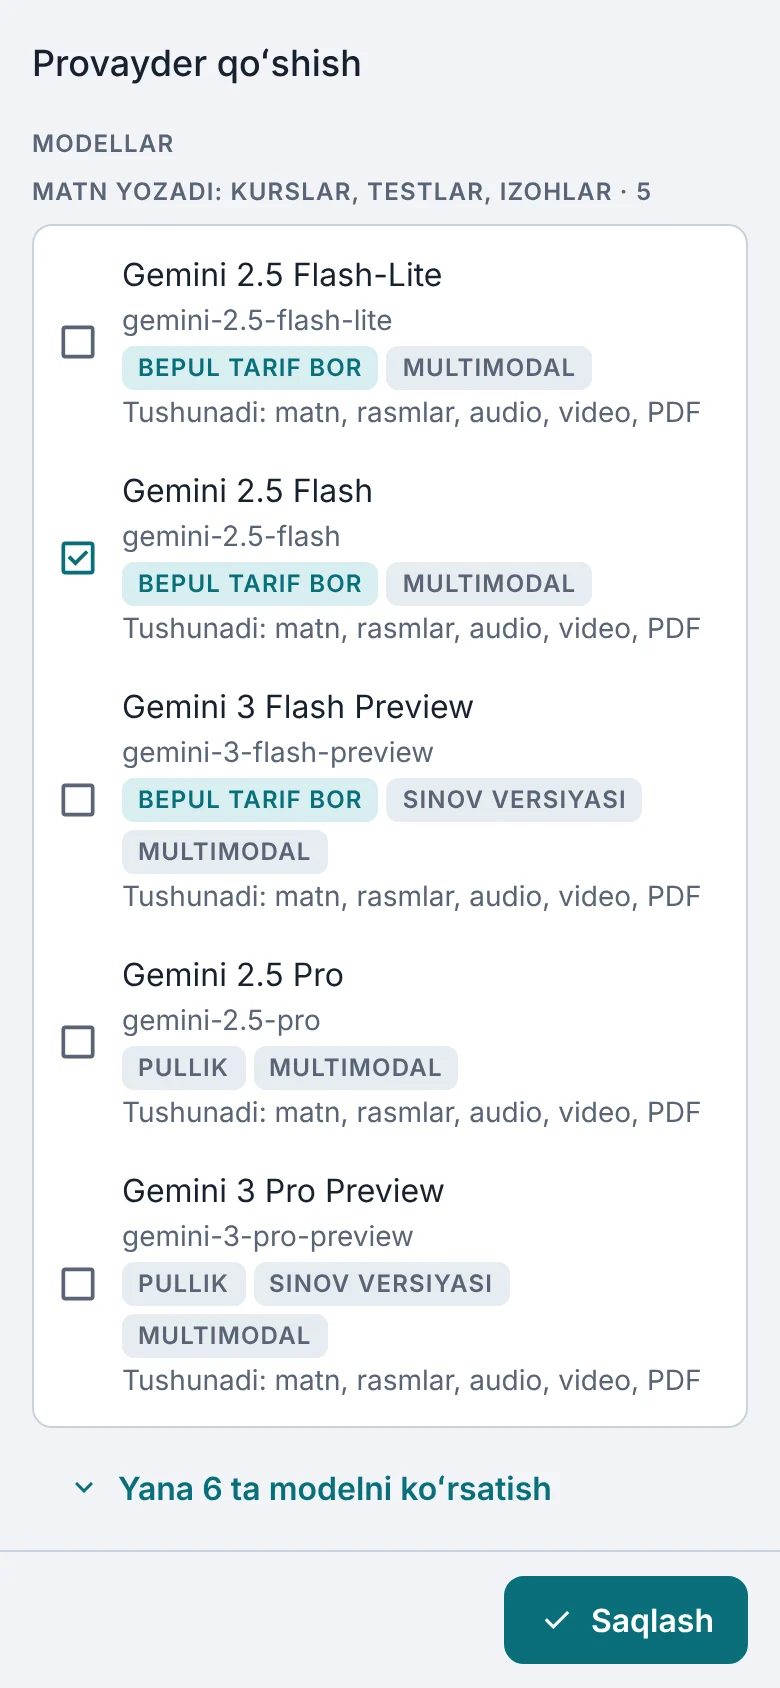 Provayder qoʻshish
MODELLAR
MATN YOZADI: KURSLAR, TESTLAR, IZOHLAR · 5
Gemini 2.5 Flash-Lite
gemini-2.5-flash-lite
BEPUL TARIF BOR MULTIMODAL
Tushunadi: matn, rasmlar, audio, video, PDF
Gemini 2.5 Flash
gemini-2.5-flash
BEPUL TARIF BOR MULTIMODAL
Tushunadi: matn, rasmlar, audio, video, PDF
Gemini 3 Flash Preview
gemini-3-flash-preview
BEPUL TARIF BOR SINOV VERSIYASI
MULTIMODAL
Tushunadi: matn, rasmlar, audio, video, PDF
Gemini 2.5 Pro
gemini-2.5-pro
PULLIK MULTIMODAL
Tushunadi: matn, rasmlar, audio, video, PDF
Gemini 3 Pro Preview
gemini-3-pro-preview
PULLIK SINOV VERSIYASI
MULTIMODAL
Tushunadi: matn, rasmlar, audio, video, PDF
Yana 6 ta modelni koʻrsatish
Saqlash